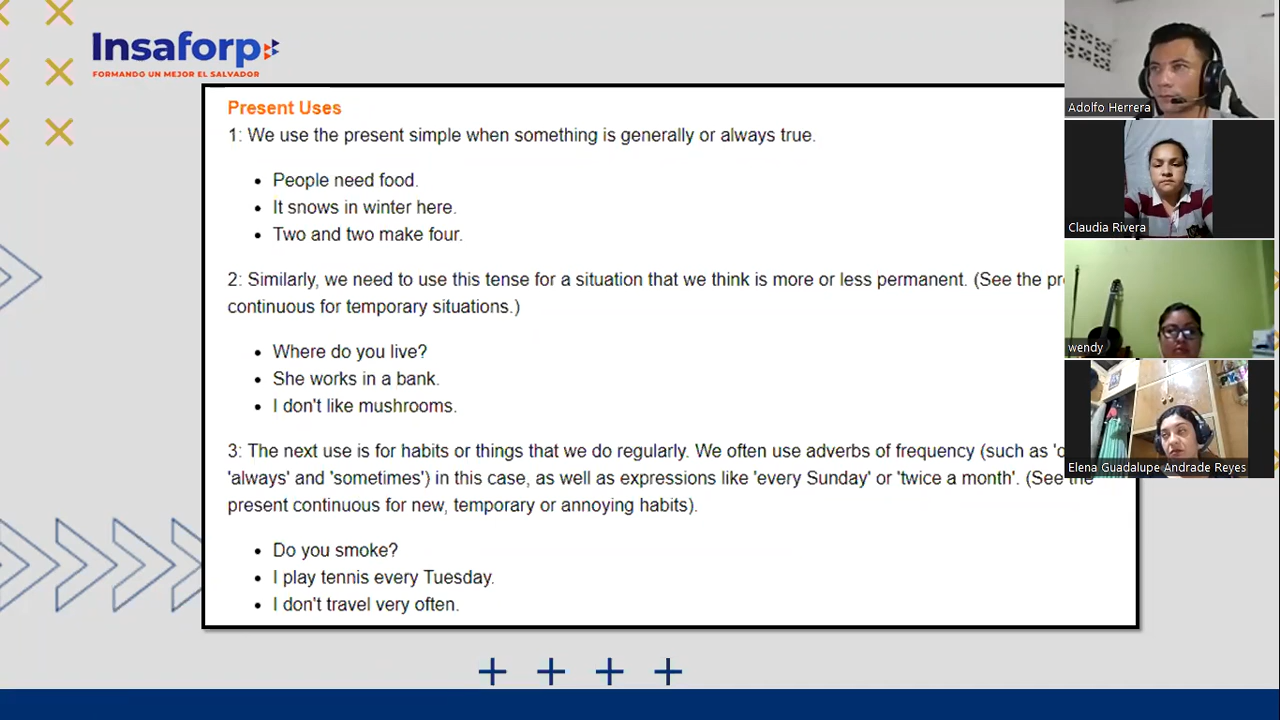 Insaforp
FORMANDO UN MEJOR EL SALVADOR
Present Uses
1: We use the present simple when something is generally or always true.
People need food.
It snows in winter here.
Two and two make four.
2: Similarly, we need to use this tense for a situation that we think is more or less permanent. (See the
continuous for temporary situations.)
Where do you live?
She works in a bank.
I don't like mushrooms.
3: The next use is for habits or things that we do regularly. We often use adverbs of frequency (such as
'always' and 'sometimes') in this case, as well as expressions like 'every Sunday' or 'twice a month'. (See the
present continuous for new, temporary or annoying habits).
Do you smoke?
I play tennis every Tuesday.
I don't travel very often.
Adolfo Herrera
Claudia Rivera
wendy
Elena Guadalupe Andrade Reyes